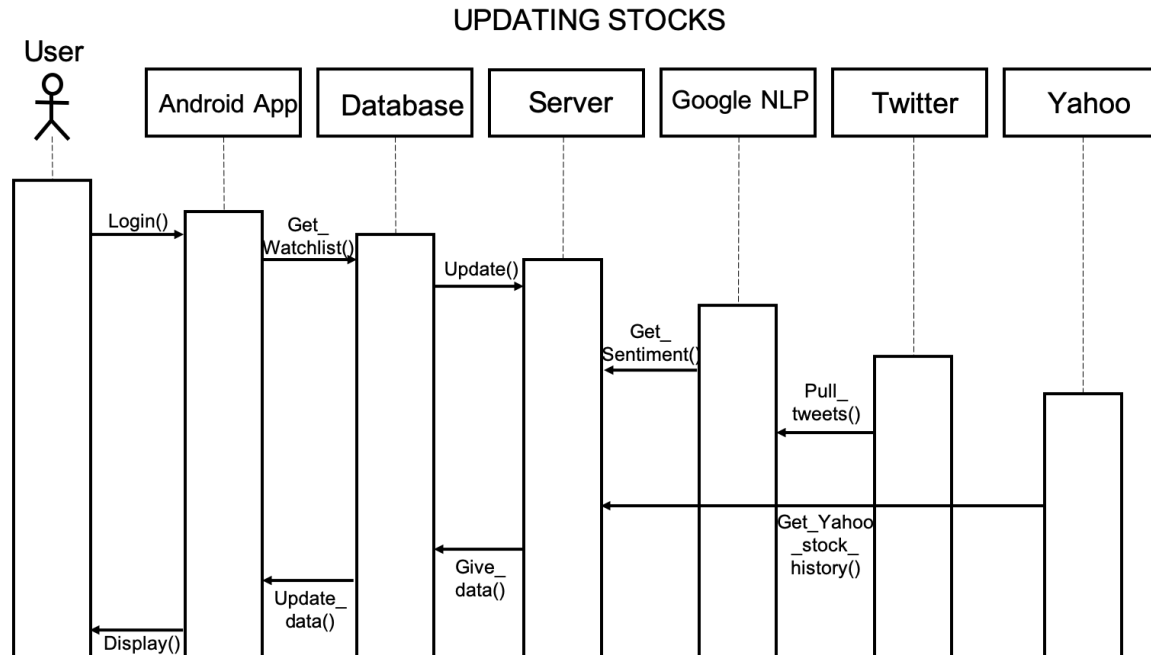 UPDATING STOCKS
User
Android App
Database
Server
Google NLP
Twitter
Yahoo
Login()
Get_
Watchlist()
Update()
Get_
Sentiment()
Pull_
tweets()
Get_Yahoo
_stock_
history()
Give_
data()
Update_
data()
Display()